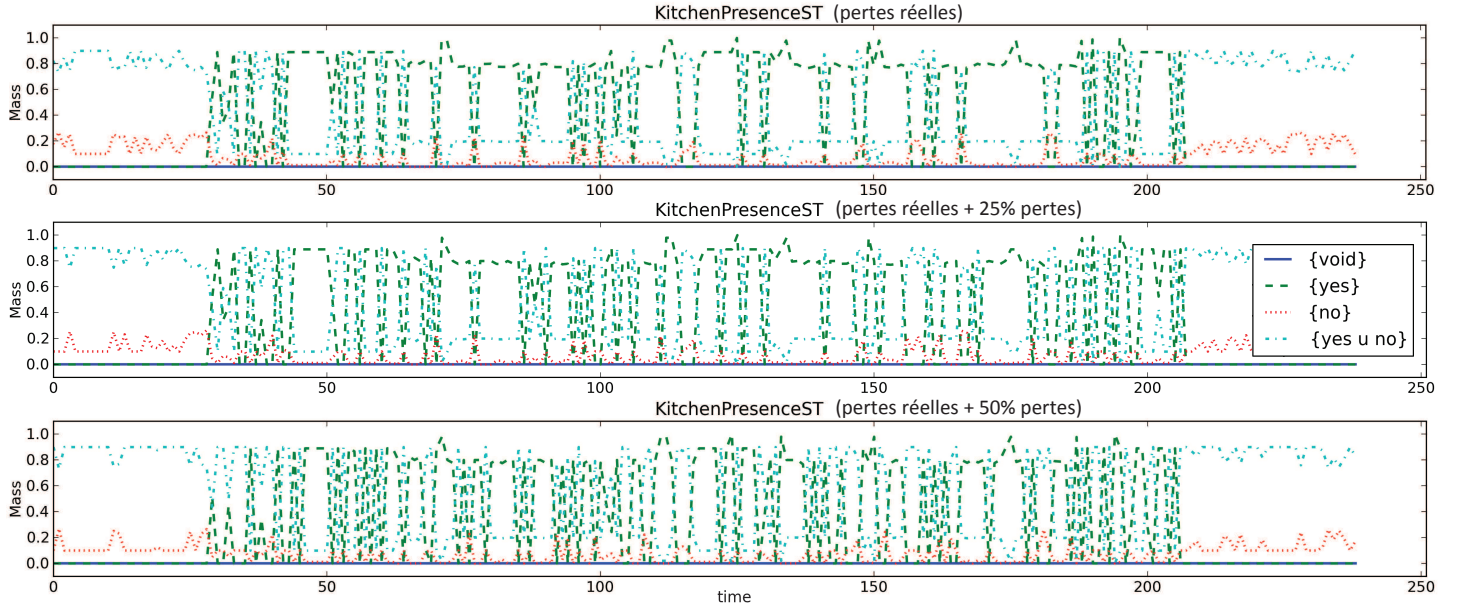 KitchenPresenceST (pertes réelles)
Mass
1.0
0.8
0.6
0.4
0.2
0.0
0 50 100 150 200 250
KitchenPresenceST (pertes réelles + 25% pertes)
Mass
1.0
0.8
0.6
0.4
0.2
0.0
{void}
{yes}
{no}
{yes u no}
0 50 100 150 200 250
KitchenPresenceST (pertes réelles + 50% pertes)
Mass
1.0
0.8
0.6
0.4
0.2
0.0
0 50 100 150 200 250
time